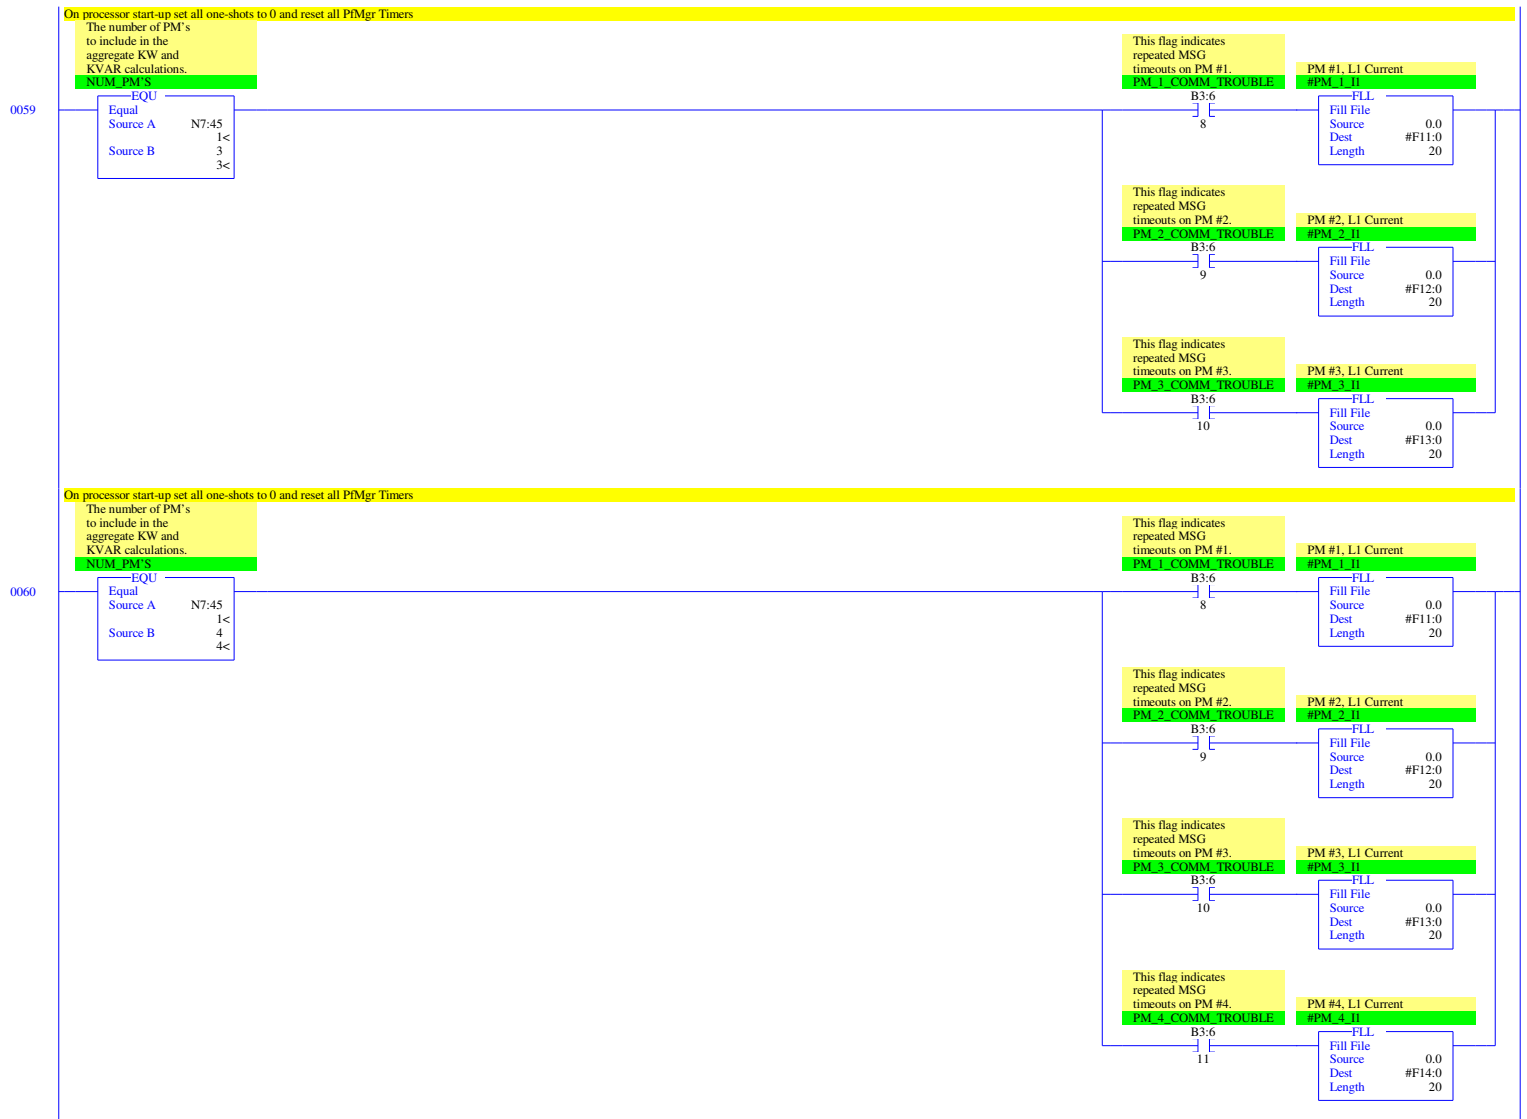 On processor start-up set all one-shots to 0 and reset all PfMgr Timers
The number of PM's
to include in the
aggregate KW and
KVAR calculations.
NUM_PM'S
This flag indicates
repeated MSG
timeouts on PM #1.
PM_1_COMM_TROUBLE
PM #1, L1 Current
#PM_1_I1
0059
EQU
Equal
Source A N7:45
1<
Source B 3
3<
B3:6
8
FLL
Fill File
Source 0.0
Dest #F11:0
Length 20
This flag indicates
repeated MSG
timeouts on PM #2.
PM_2_COMM_TROUBLE
PM #2, L1 Current
#PM_2_I1
B3:6
9
FLL
Fill File
Source 0.0
Dest #F12:0
Length 20
This flag indicates
repeated MSG
timeouts on PM #3.
PM_3_COMM_TROUBLE
PM #3, L1 Current
#PM_3_I1
B3:6
10
FLL
Fill File
Source 0.0
Dest #F13:0
Length 20
On processor start-up set all one-shots to 0 and reset all PfMgr Timers
The number of PM's
to include in the
aggregate KW and
KVAR calculations.
NUM_PM'S
This flag indicates
repeated MSG
timeouts on PM #1.
PM_1_COMM_TROUBLE
PM #1, L1 Current
#PM_1_I1
0060
EQU
Equal
Source A N7:45
1<
Source B 4
4<
B3:6
8
FLL
Fill File
Source 0.0
Dest #F11:0
Length 20
This flag indicates
repeated MSG
timeouts on PM #2.
PM_2_COMM_TROUBLE
PM #2, L1 Current
#PM_2_I1
B3:6
9
FLL
Fill File
Source 0.0
Dest #F12:0
Length 20
This flag indicates
repeated MSG
timeouts on PM #3.
PM_3_COMM_TROUBLE
PM #3, L1 Current
#PM_3_I1
B3:6
10
FLL
Fill File
Source 0.0
Dest #F13:0
Length 20
This flag indicates
repeated MSG
timeouts on PM #4.
PM_4_COMM_TROUBLE
PM #4, L1 Current
#PM_4_I1
B3:6
11
FLL
Fill File
Source 0.0
Dest #F14:0
Length 20